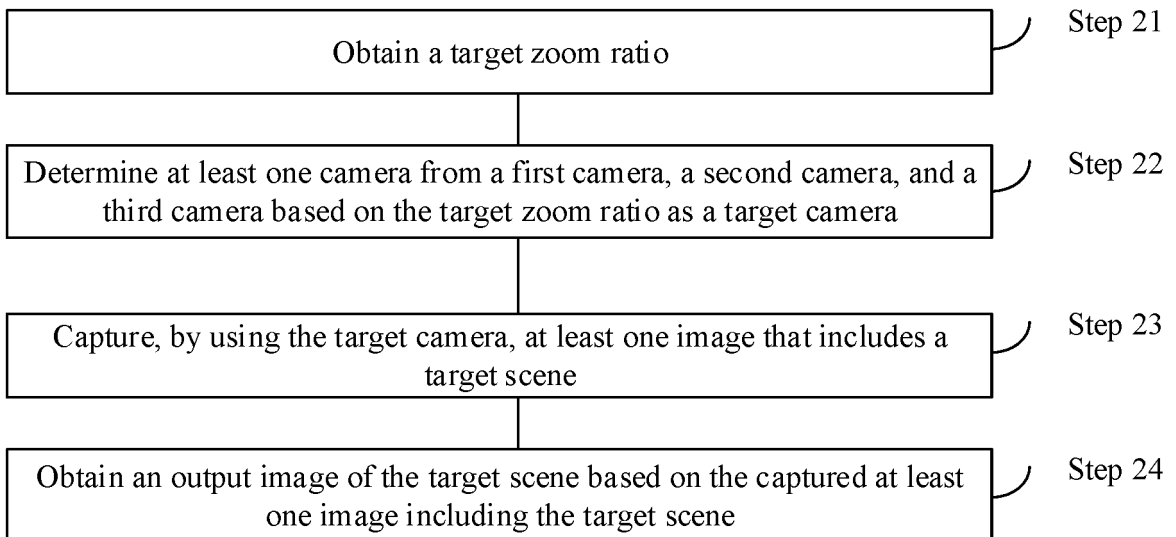 Step 21
Obtain a target zoom ratio
Step 22
Determine at least one camera from a first camera, a second camera, and a
third camera based on the target zoom ratio as a target camera
Step 23
Capture, by using the target camera, at least one image that includes a
target scene
Step 24
Obtain an output image of the target scene based on the captured at least
one image including the target scene